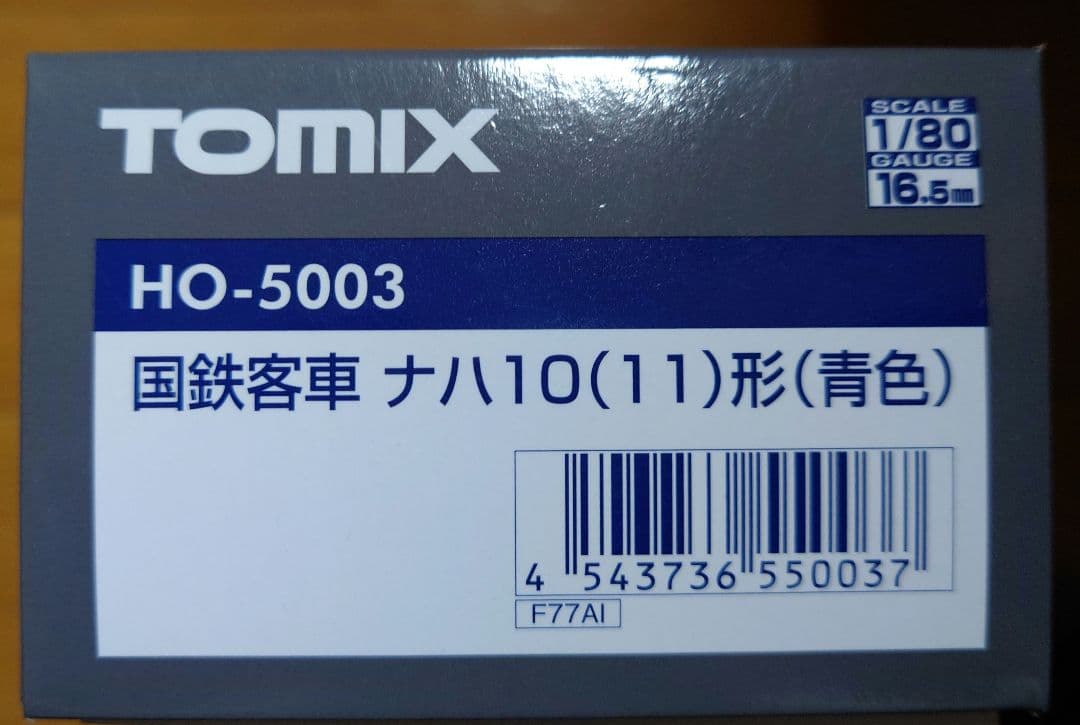 TOMIX
SCALE
1/80
GAUGE
16.5mm
HO-5003
国鉄客車 ナハ10(11)形(青色)
4 543736 550037
F77AI